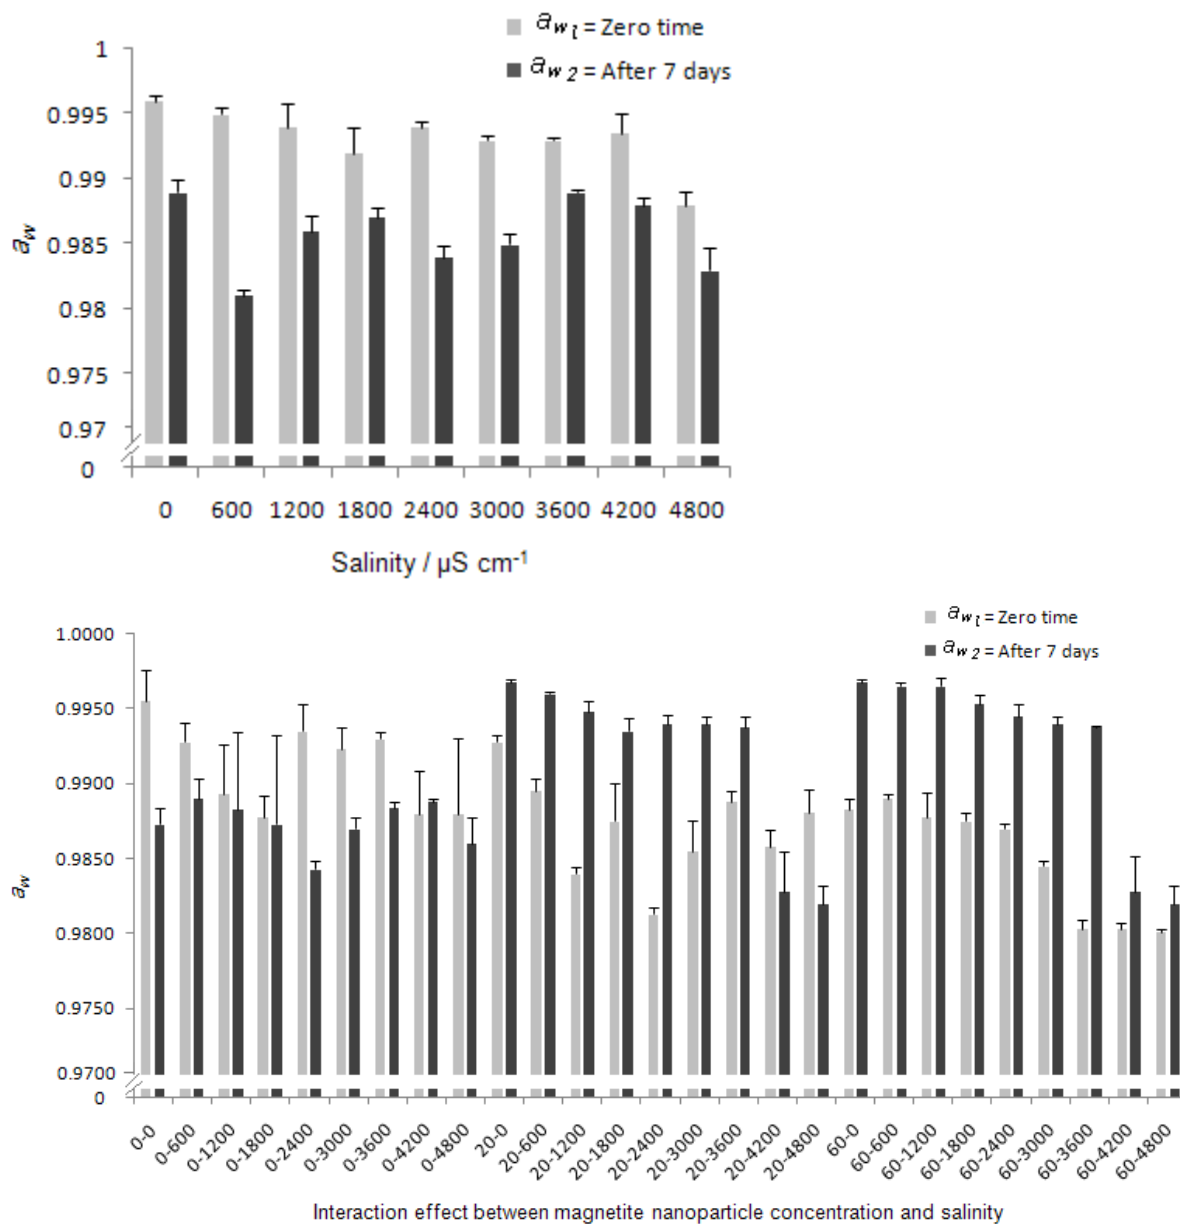 a_w1 = Zero time
a_w2 = After 7 days
1
0.995
0.99
0.985
0.98
0.975
0.97
0
a_w
0 600 1200 1800 2400 3000 3600 4200 4800
Salinity / µS cm⁻¹
a_w1 = Zero time
a_w2 = After 7 days
1.0000
0.9950
0.9900
0.9850
0.9800
0.9750
0.9700
0
a_w
0-0 0-600 0-1200 0-1800 0-2400 0-3000 0-3600 0-4200 0-4800 20-0 20-600 20-1200 20-1800 20-2400 20-3000 20-3600 20-4200 20-4800 60-0 60-600 60-1200 60-1800 60-2400 60-3000 60-3600 60-4200 60-4800
Interaction effect between magnetite nanoparticle concentration and salinity